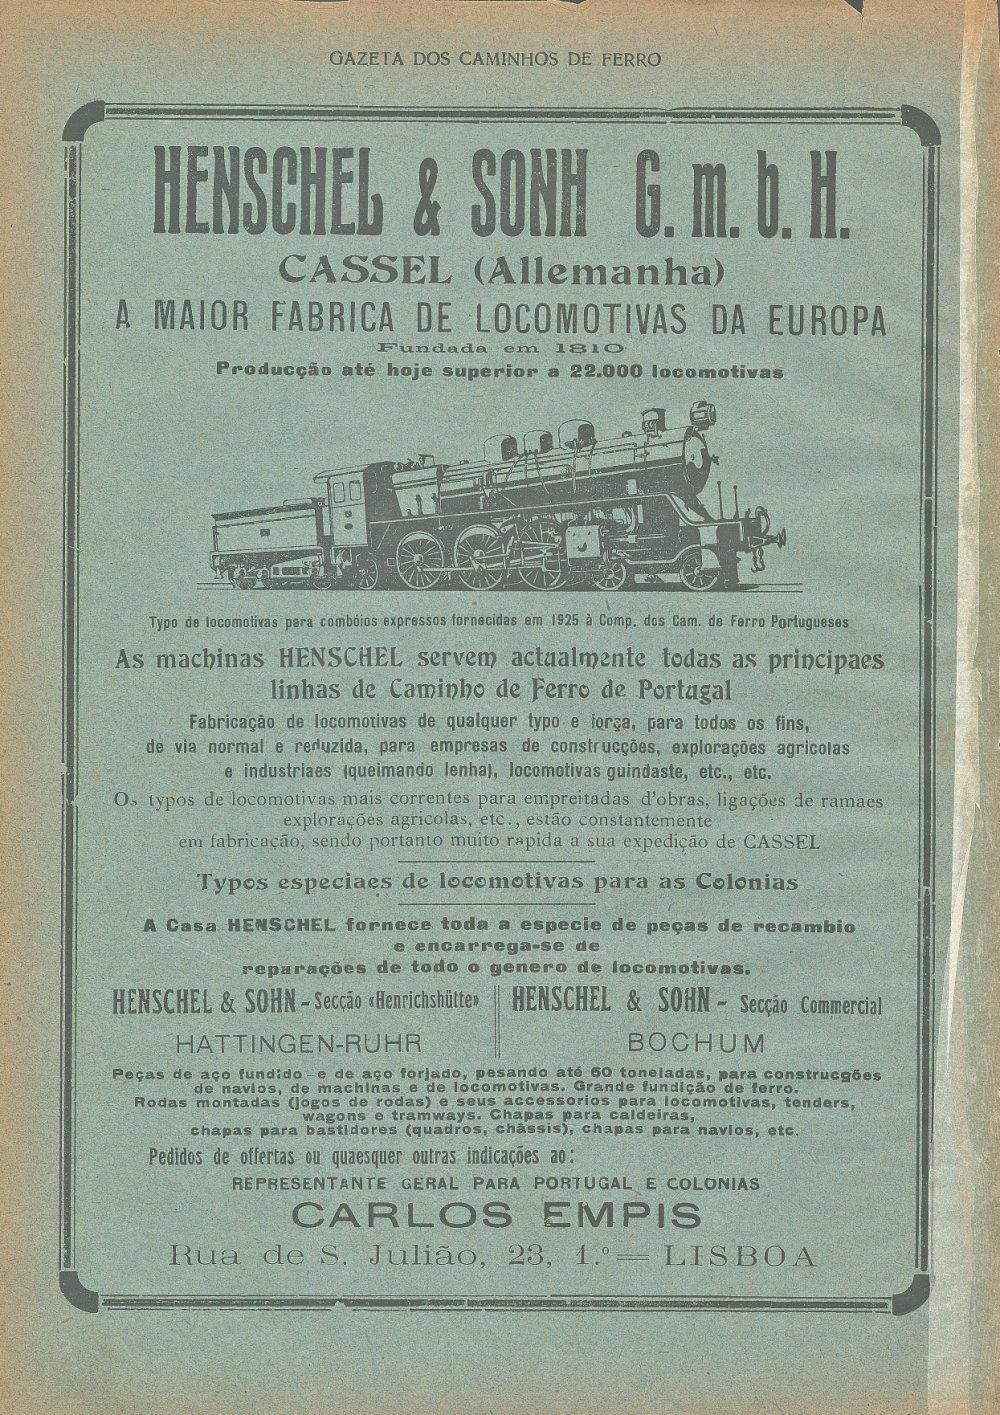 GAZETA DOS CAMINHOS DE FERRO
HENSCHEL & SONH G. m. b. H.
CASSEL (Allemanha)
A MAIOR FABRICA DE LOCOMOTIVAS DA EUROPA
Fundada em 1810
Producção até hoje superior a 22.000 locomotivas
Typo de locomotivas para combóios expressos fornecidas em 1925 à Comp. dos Cam. de Ferro Portugueses
As machinas HENSCHEL servem actualmente todas as principaes
linhas de Caminho de Ferro de Portugal
Fabricação de locomotivas de qualquer typo e força, para todos os fins,
de via normal e reduzida, para empresas de construcções, explorações agricolas
e industriaes (queimando lenha), locomotivas guindaste, etc., etc.
Os typos de locomotivas mais correntes para empreitadas d'obras, ligações de ramaes
explorações agricolas, etc., estão constantemente
em fabricação, sendo portanto muito rapida a sua expedição de CASSEL
Typos especiaes de locomotivas para as Colonias
A Casa HENSCHEL fornece toda a especie de peças de recambio
e encarrega-se de
reparações de todo o genero de locomotivas.
HENSCHEL & SOHN - Secção «Henrichshütte»
HATTINGEN-RUHR
HENSCHEL & SOHN - Secção Commercial
BOCHUM
Peças de aço fundido e de aço forjado, pesando até 60 toneladas, para construcções
de navios, de machinas e de locomotivas. Grande fundição de ferro.
Rodas montadas (jogos de rodas) e seus accessorios para locomotivas, tenders,
wagons e tramways. Chapas para caldeiras,
chapas para bastidores (quadros, châssis), chapas para navios, etc.
Pedidos de offertas ou quaesquer outras indicações ao:
REPRESENTANTE GERAL PARA PORTUGAL E COLONIAS
CARLOS EMPIS
Rua de S. Julião, 23, 1.º = LISBOA